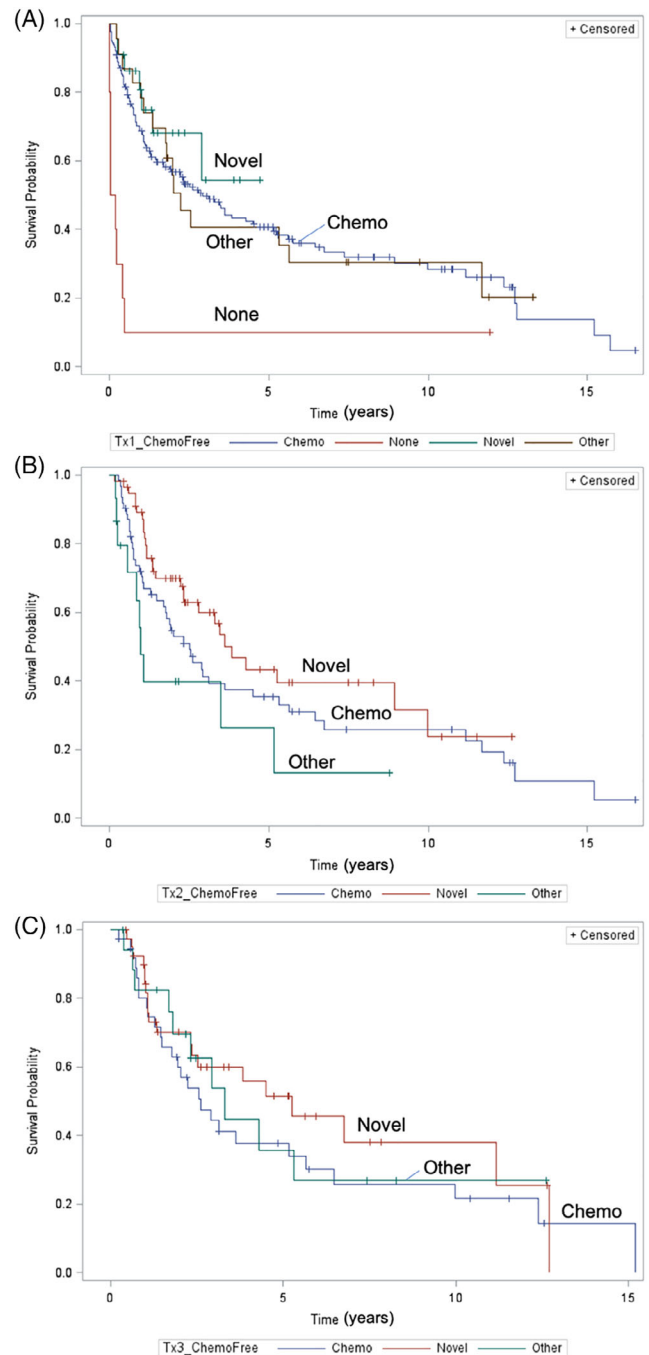 (A)
+ Censored
Survival Probability
1.0
0.8
0.6
0.4
0.2
0.0
Novel
Chemo
Other
None
0 5 10 15
Time (years)
Tx1_ChemoFree Chemo None Novel Other
(B)
+ Censored
Survival Probability
1.0
0.8
0.6
0.4
0.2
0.0
Novel
Chemo
Other
0 5 10 15
Time (years)
Tx2_ChemoFree Chemo Novel Other
(C)
+ Censored
Survival Probability
1.0
0.8
0.6
0.4
0.2
0.0
Novel
Other
Chemo
0 5 10 15
Time (years)
Tx3_ChemoFree Chemo Novel Other